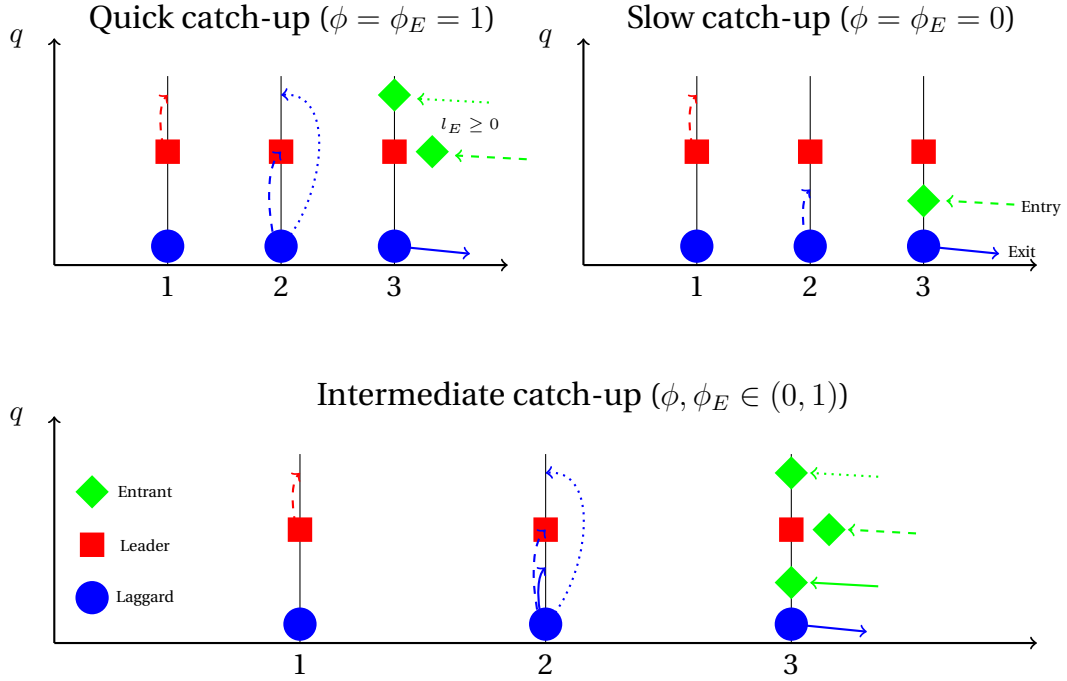 Quick catch-up (ϕ = ϕ_E = 1)
q
l_E ≥ 0
1 2 3
Slow catch-up (ϕ = ϕ_E = 0)
q
Entry
Exit
1 2 3
Intermediate catch-up (ϕ, ϕ_E ∈ (0, 1))
q
Entrant
Leader
Laggard
1 2 3